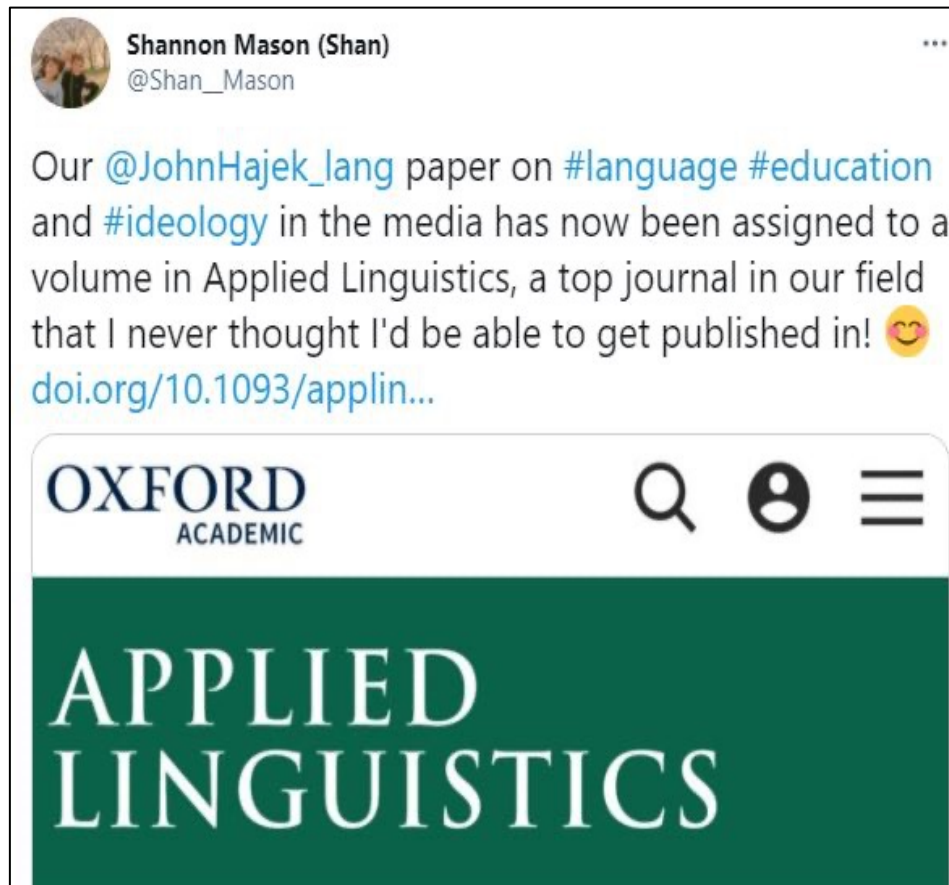 Shannon Mason (Shan)
@Shan__Mason
Our @JohnHajek_lang paper on #language #education
and #ideology in the media has now been assigned to a
volume in Applied Linguistics, a top journal in our field
that I never thought I'd be able to get published in! 😊
doi.org/10.1093/applin...
OXFORD
ACADEMIC
APPLIED
LINGUISTICS